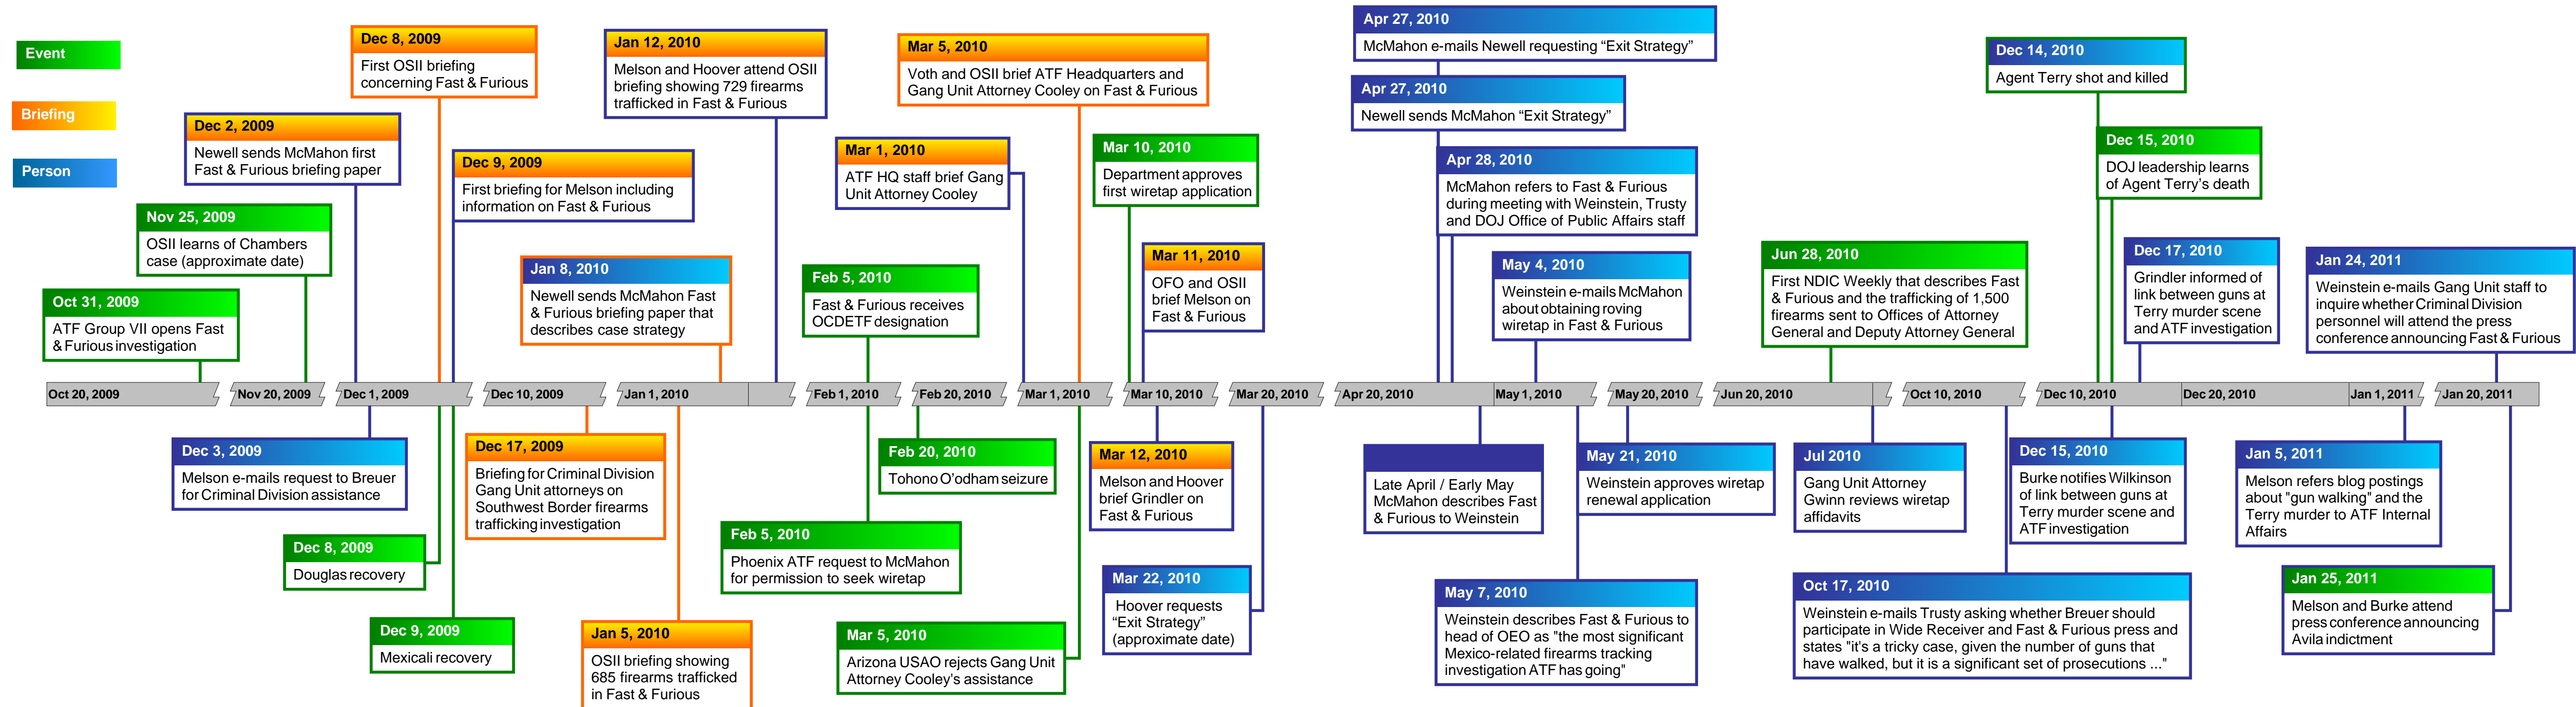 Event
Briefing
Person
Oct 31, 2009
ATF Group VII opens Fast
& Furious investigation
Nov 25, 2009
OSII learns of Chambers
case (approximate date)
Dec 2, 2009
Newell sends McMahon first
Fast & Furious briefing paper
Dec 8, 2009
First OSII briefing
concerning Fast & Furious
Dec 9, 2009
First briefing for Melson including
information on Fast & Furious
Jan 8, 2010
Newell sends McMahon Fast
& Furious briefing paper that
describes case strategy
Jan 12, 2010
Melson and Hoover attend OSII
briefing showing 729 firearms
trafficked in Fast & Furious
Feb 5, 2010
Fast & Furious receives
OCDETF designation
Mar 1, 2010
ATF HQ staff brief Gang
Unit Attorney Cooley
Mar 5, 2010
Voth and OSII brief ATF Headquarters and
Gang Unit Attorney Cooley on Fast & Furious
Mar 10, 2010
Department approves
first wiretap application
Mar 11, 2010
OFO and OSII
brief Melson on
Fast & Furious
Apr 27, 2010
McMahon e-mails Newell requesting “Exit Strategy”
Apr 27, 2010
Newell sends McMahon “Exit Strategy”
Apr 28, 2010
McMahon refers to Fast & Furious
during meeting with Weinstein, Trusty
and DOJ Office of Public Affairs staff
May 4, 2010
Weinstein e-mails McMahon
about obtaining roving
wiretap in Fast & Furious
Jun 28, 2010
First NDIC Weekly that describes Fast
& Furious and the trafficking of 1,500
firearms sent to Offices of Attorney
General and Deputy Attorney General
Dec 14, 2010
Agent Terry shot and killed
Dec 15, 2010
DOJ leadership learns
of Agent Terry’s death
Dec 17, 2010
Grindler informed of
link between guns at
Terry murder scene
and ATF investigation
Jan 24, 2011
Weinstein e-mails Gang Unit staff to
inquire whether Criminal Division
personnel will attend the press
conference announcing Fast & Furious
Oct 20, 2009
Nov 20, 2009
Dec 1, 2009
Dec 10, 2009
Jan 1, 2010
Feb 1, 2010
Feb 20, 2010
Mar 1, 2010
Mar 10, 2010
Mar 20, 2010
Apr 20, 2010
May 1, 2010
May 20, 2010
Jun 20, 2010
Oct 10, 2010
Dec 10, 2010
Dec 20, 2010
Jan 1, 2011
Jan 20, 2011
Dec 3, 2009
Melson e-mails request to Breuer
for Criminal Division assistance
Dec 8, 2009
Douglas recovery
Dec 9, 2009
Mexicali recovery
Dec 17, 2009
Briefing for Criminal Division
Gang Unit attorneys on
Southwest Border firearms
trafficking investigation
Jan 5, 2010
OSII briefing showing
685 firearms trafficked
in Fast & Furious
Feb 5, 2010
Phoenix ATF request to McMahon
for permission to seek wiretap
Feb 20, 2010
Tohono O’odham seizure
Mar 5, 2010
Arizona USAO rejects Gang Unit
Attorney Cooley's assistance
Mar 12, 2010
Melson and Hoover
brief Grindler on
Fast & Furious
Mar 22, 2010
Hoover requests
“Exit Strategy”
(approximate date)
Late April / Early May
McMahon describes Fast
& Furious to Weinstein
May 7, 2010
Weinstein describes Fast & Furious to
head of OEO as "the most significant
Mexico-related firearms tracking
investigation ATF has going"
May 21, 2010
Weinstein approves wiretap
renewal application
Jul 2010
Gang Unit Attorney
Gwinn reviews wiretap
affidavits
Oct 17, 2010
Weinstein e-mails Trusty asking whether Breuer should
participate in Wide Receiver and Fast & Furious press and
states "it's a tricky case, given the number of guns that
have walked, but it is a significant set of prosecutions ..."
Dec 15, 2010
Burke notifies Wilkinson
of link between guns at
Terry murder scene and
ATF investigation
Jan 5, 2011
Melson refers blog postings
about "gun walking" and the
Terry murder to ATF Internal
Affairs
Jan 25, 2011
Melson and Burke attend
press conference announcing
Avila indictment